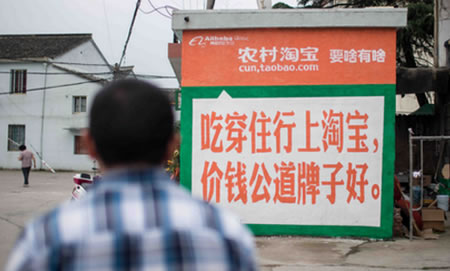 Alibaba Group
农村淘宝 要啥有啥
cun.taobao.com
吃穿住行上淘宝,
价钱公道牌子好。